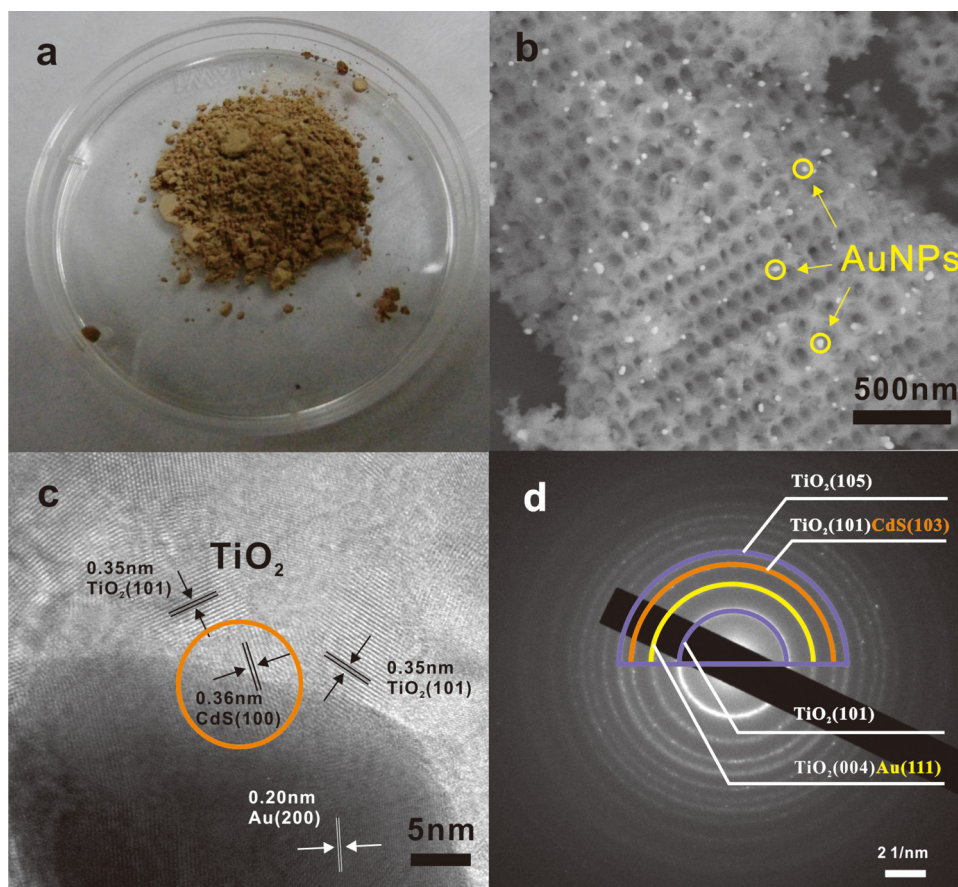 a
b
AuNPs
500nm
c
TiO₂
0.35nm
TiO₂(101)
0.36nm
CdS(100)
0.35nm
TiO₂(101)
0.20nm
Au(200)
5nm
d
TiO₂(105)
TiO₂(101)CdS(103)
TiO₂(101)
TiO₂(004)Au(111)
2 1/nm